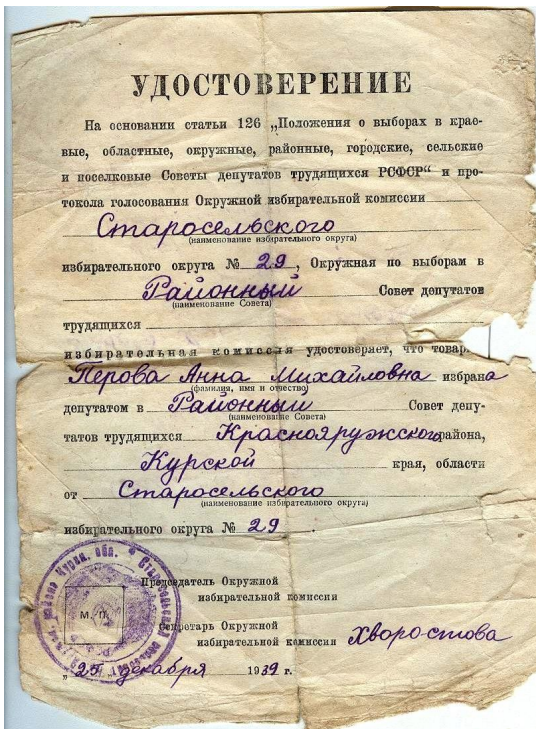 УДОСТОВЕРЕНИЕ
На основании статьи 126 „Положения о выборах в крае-
вые, областные, окружные, районные, городские, сельские
и поселковые Советы депутатов трудящихся РСФСР“ и про-
токола голосования Окружной избирательной комиссии
Старосельского
(наименование избирательного округа)
избирательного округа № 29, Окружная по выборам в
Районный Совет депутатов
(наименование Совета)
трудящихся
избирательная комиссия удостоверяет, что
Перова Анна Михайловна избрана
(фамилия, имя и отчество)
депутатом в Районный Совет депу-
(наименование Совета)
татов трудящихся Краснояружского района,
Курской края, области
от Старосельского
(наименование избирательного округа)
избирательного округа № 29.
Председатель Окружной
избирательной комиссии
М. П.
Секретарь Окружной
избирательной комиссии Хворостова
„25 декабря 1939 г.